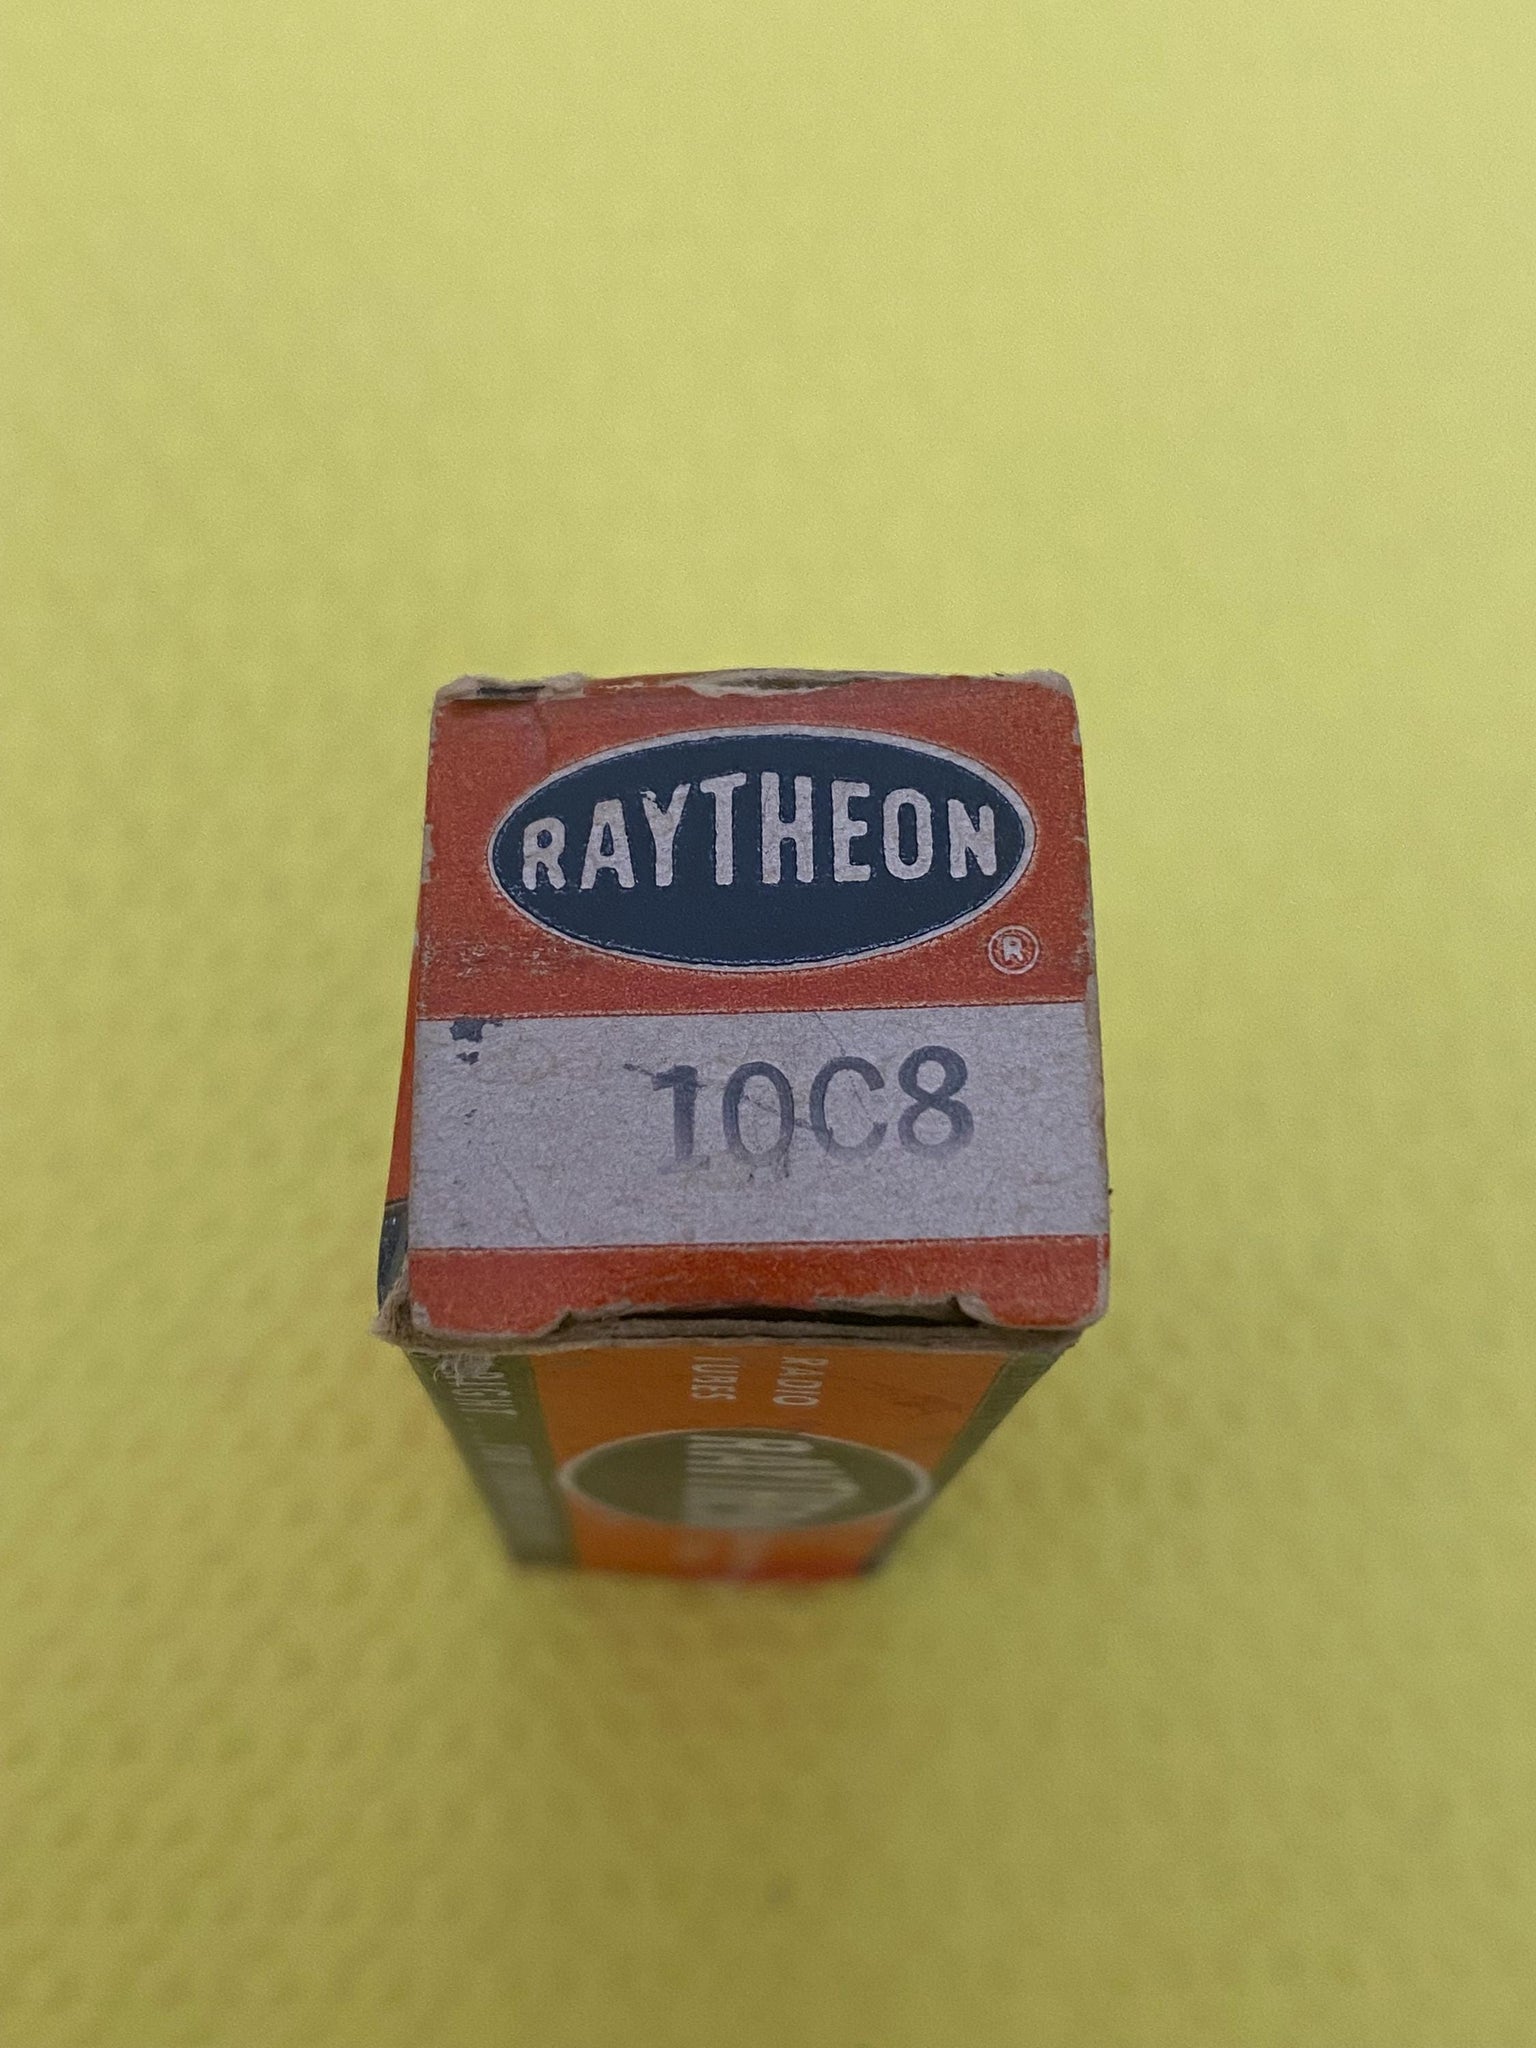 RAYTHEON
®
10C8
RADIO
TUBES